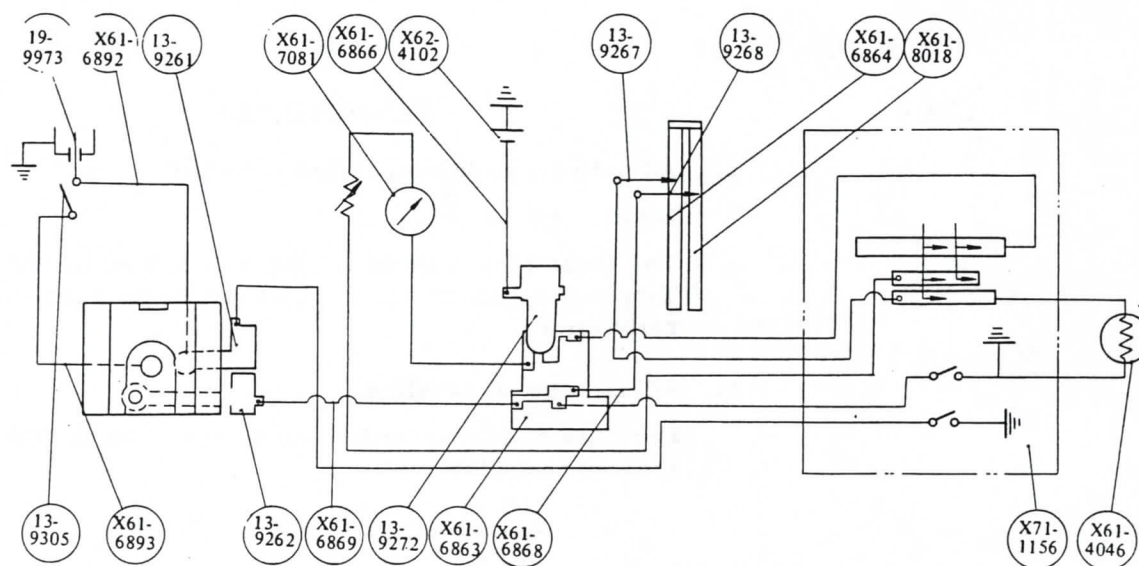 19-
9973
X61-
6892
13-
9261
X61-
7081
X61-
6866
X62-
4102
13-
9267
13-
9268
X61-
6864
X61-
8018
13-
9305
X61-
6893
13-
9262
X61-
6869
13-
9272
X61-
6863
X61-
6868
X71-
1156
X61-
4046